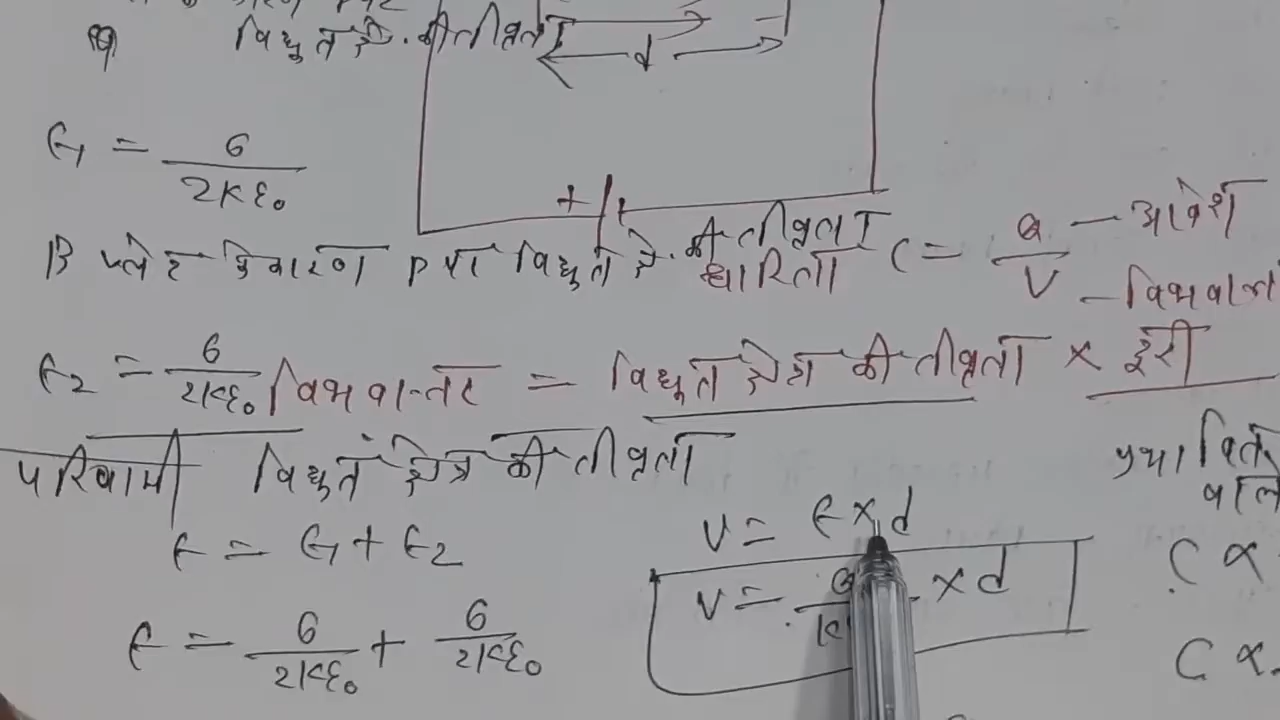 विद्युत क्षे. की तीव्रता
d
E1 = σ / 2Kε0
+
B प्लेट के कारण P पर विद्युत क्षे. की तीव्रता
धारिता C = Q / V
— आवेश
— विभवान्त
E2 = σ / 2Kε0
विभवान्तर = विद्युत क्षेत्र की तीव्रता × दूरी
परिणामी विद्युत क्षेत्र की तीव्रता
E = E1 + E2
E = σ / 2Kε0 + σ / 2Kε0
V = E × d
V = × d
वाले
C ∝
C ∝